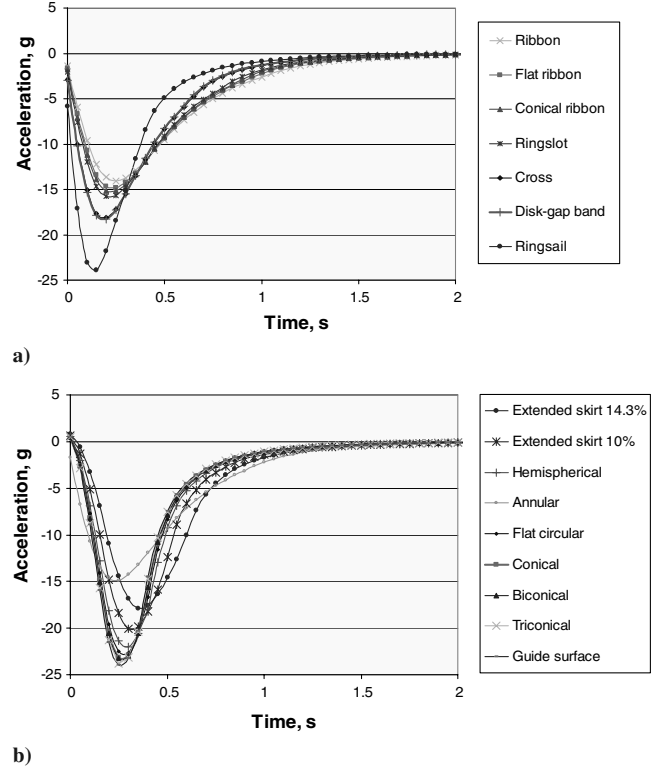 5
0
-5
-10
-15
-20
-25
Acceleration, g
0
0.5
1
1.5
2
Time, s
Ribbon
Flat ribbon
Conical ribbon
Ringslot
Cross
Disk-gap band
Ringsail
a)
5
0
-5
-10
-15
-20
-25
Acceleration, g
0
0.5
1
1.5
2
Time, s
Extended skirt 14.3%
Extended skirt 10%
Hemispherical
Annular
Flat circular
Conical
Biconical
Triconical
Guide surface
b)